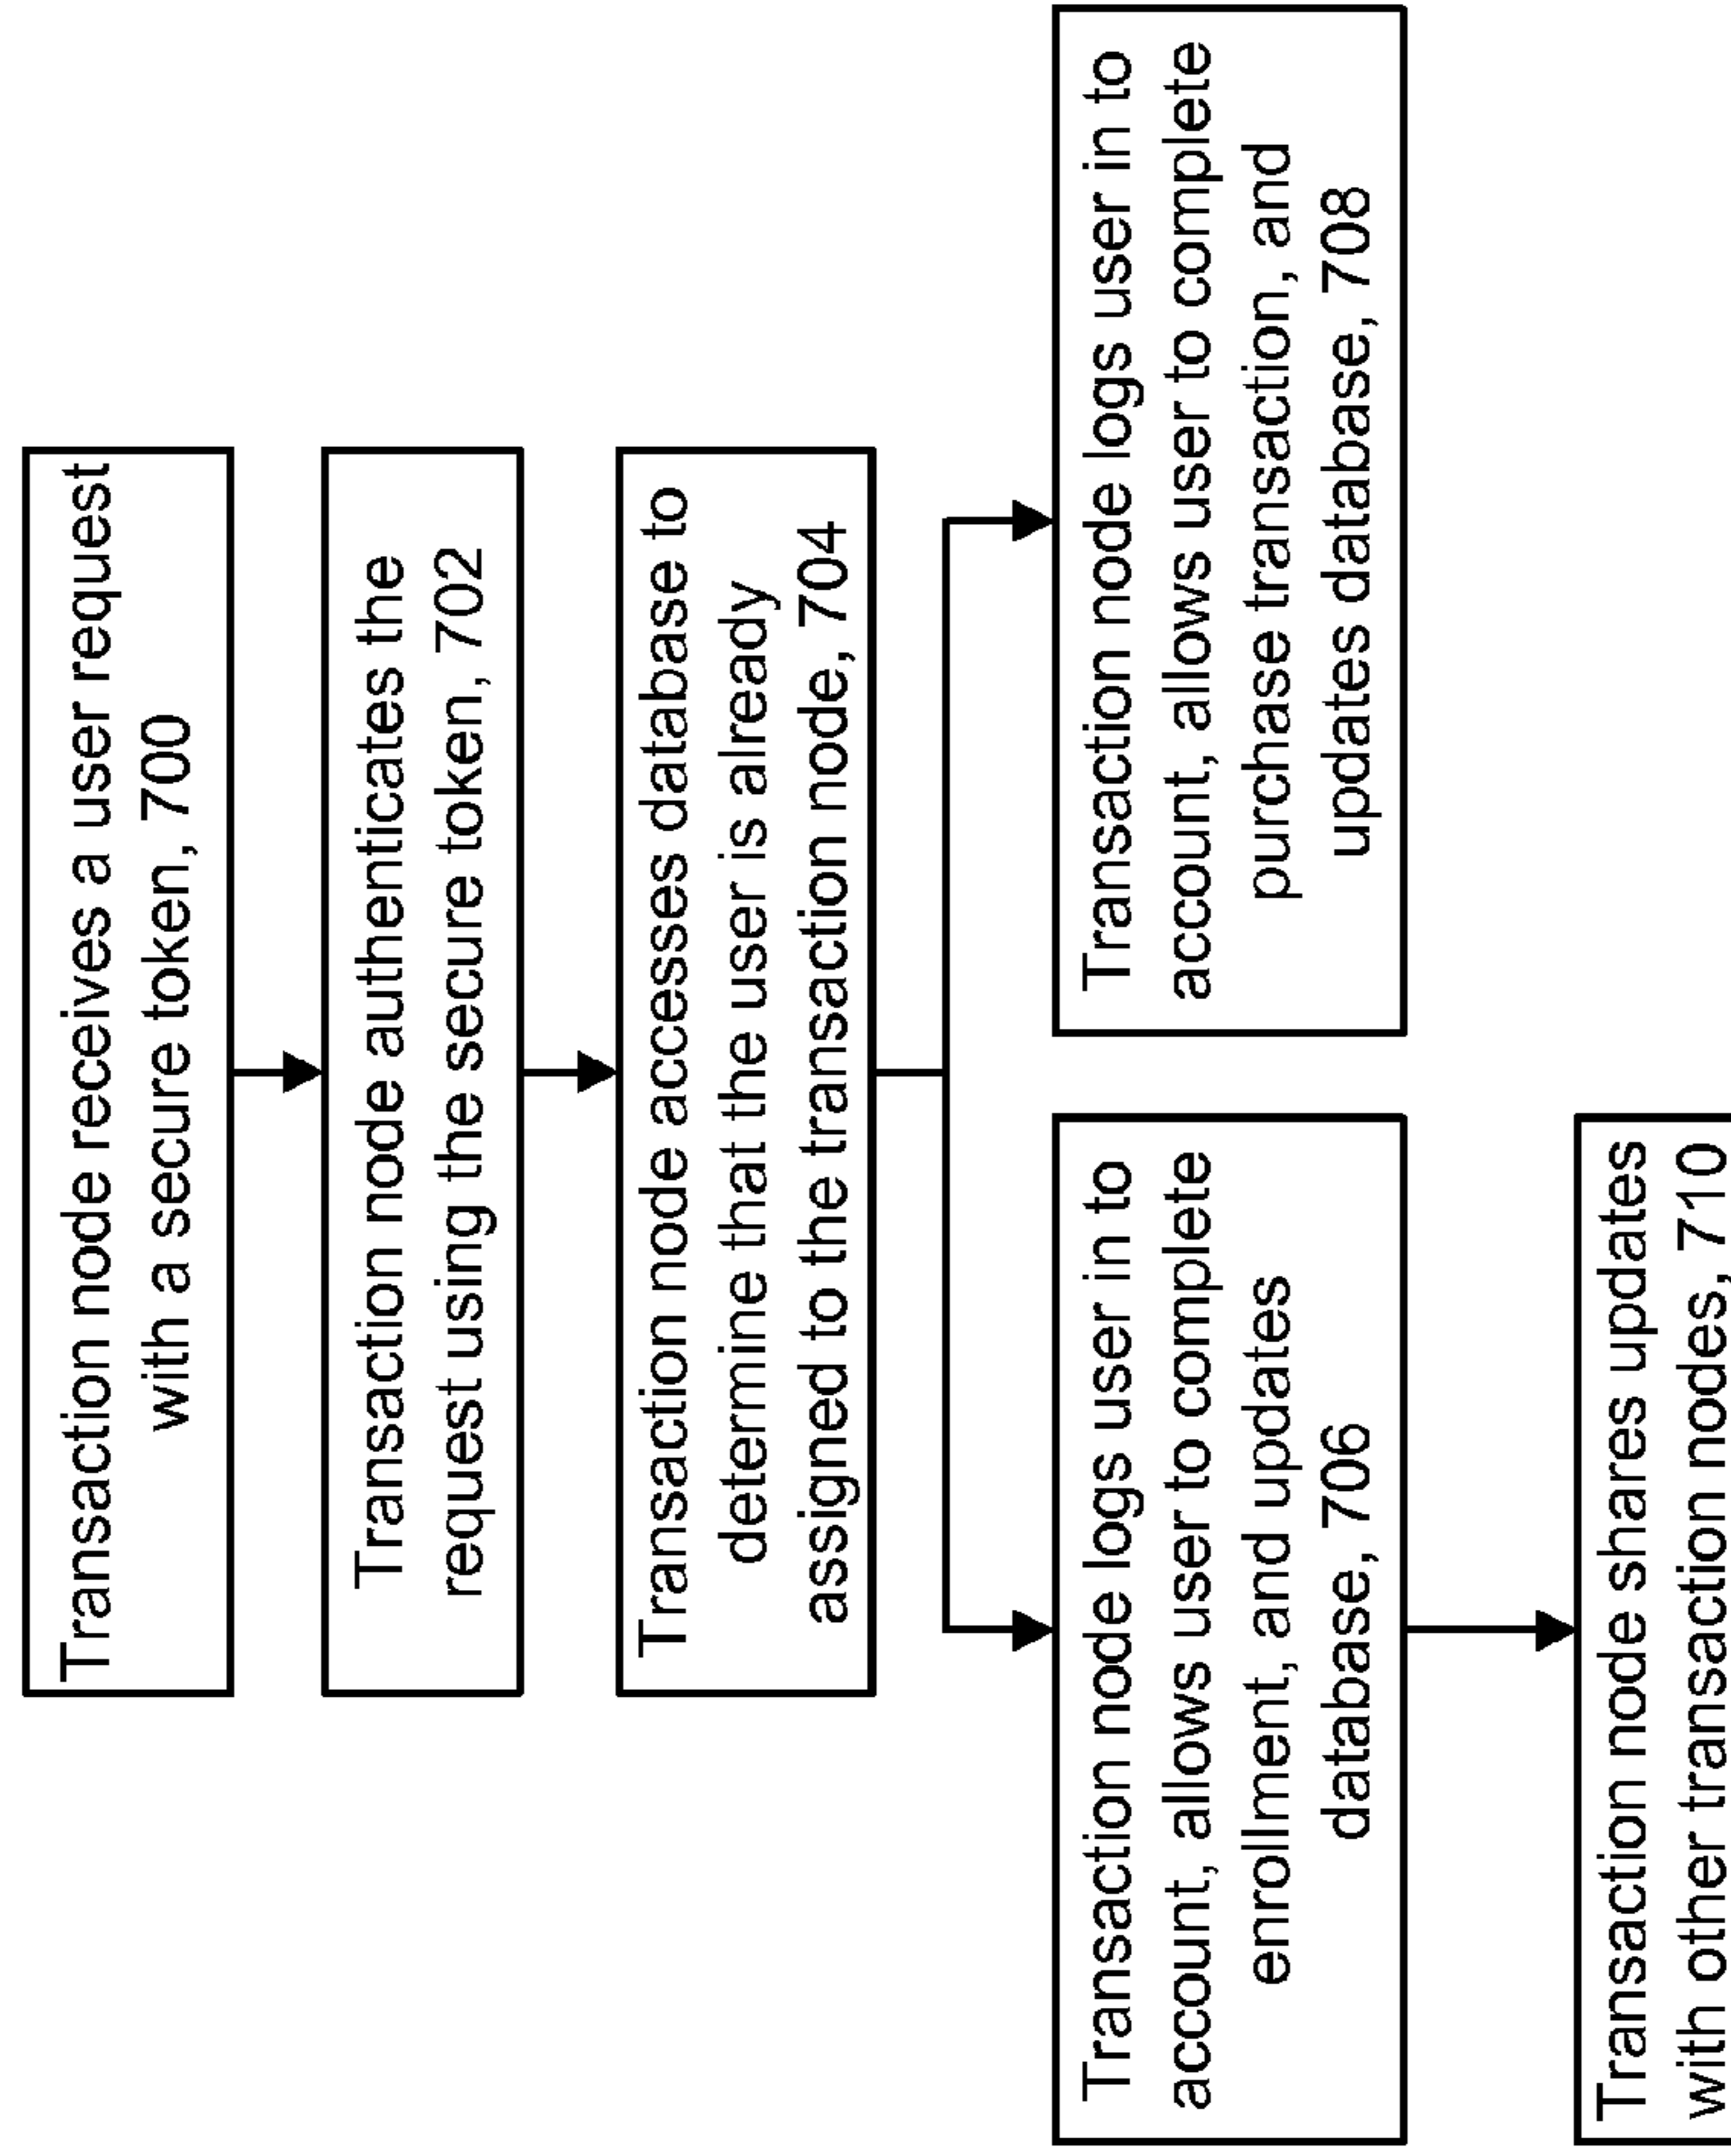 Transaction node receives a user request
with a secure token, 700
Transaction node authenticates the
request using the secure token, 702
Transaction node accesses database to
determine that the user is already
assigned to the transaction node, 704
Transaction node logs user in to
account, allows user to complete
enrollment, and updates
database, 706
Transaction node logs user in to
account, allows user to complete
purchase transaction, and
updates database, 708
Transaction node shares updates
with other transaction nodes, 710